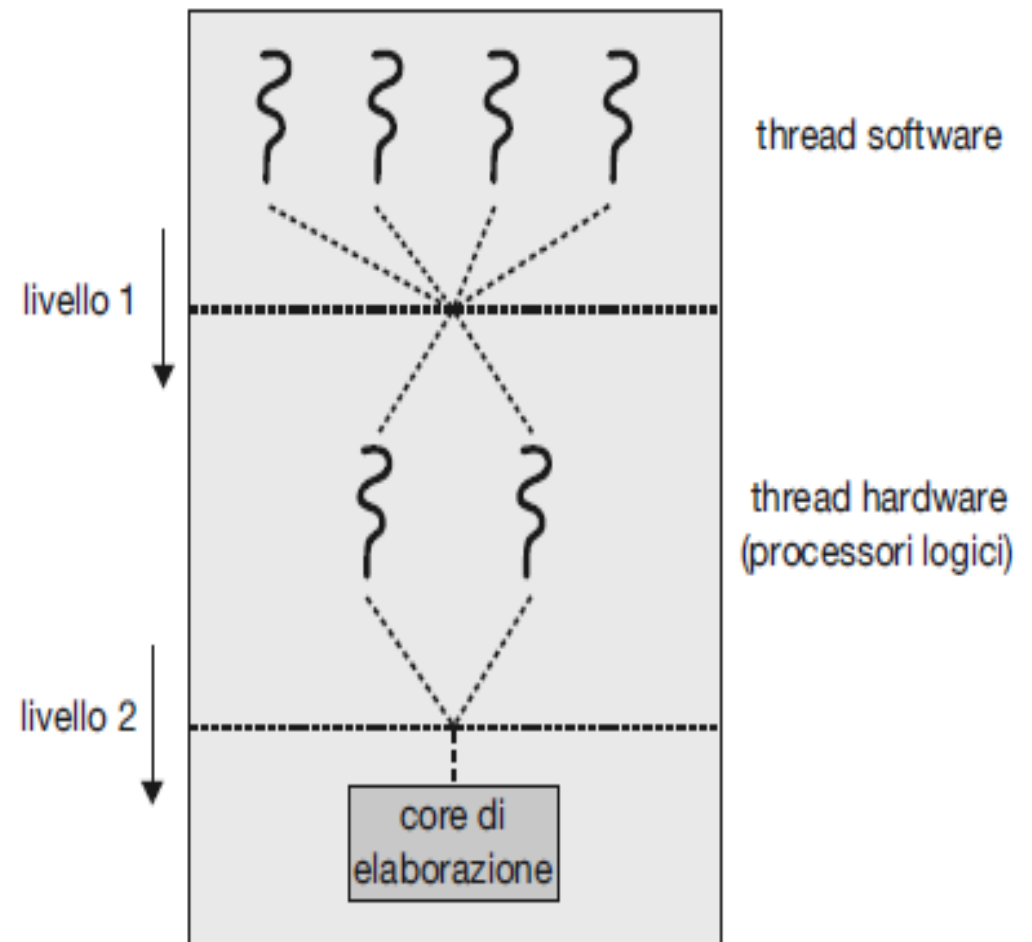 thread software
livello 1
thread hardware
(processori logici)
livello 2
core di
elaborazione